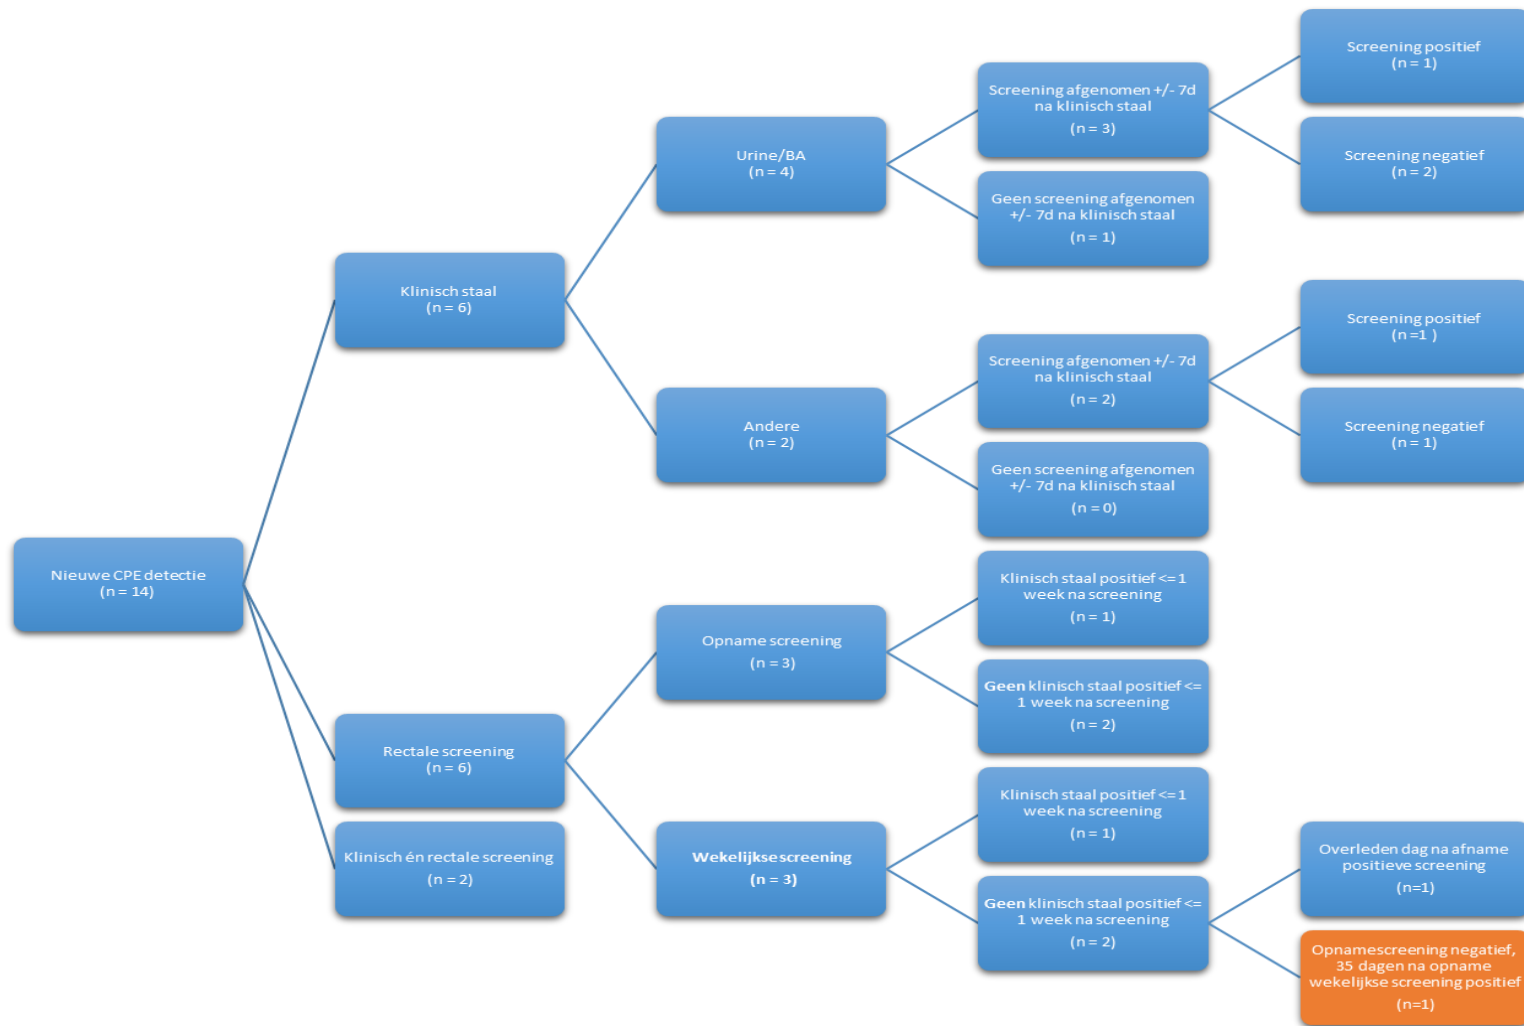 Nieuwe CPE detectie
(n = 14)
Klinisch staal
(n = 6)
Urine/BA
(n = 4)
Screening afgenomen +/- 7d
na klinisch staal
(n = 3)
Screening positief
(n = 1)
Screening negatief
(n = 2)
Geen screening afgenomen
+/- 7d na klinisch staal
(n = 1)
Andere
(n = 2)
Screening afgenomen +/- 7d
na klinisch staal
(n = 2)
Screening positief
(n =1 )
Screening negatief
(n = 1)
Geen screening afgenomen
+/- 7d na klinisch staal
(n = 0)
Rectale screening
(n = 6)
Opname screening
(n = 3)
Klinisch staal positief <= 1
week na screening
(n = 1)
Geen klinisch staal positief <=
1 week na screening
(n = 2)
Wekelijkse screening
(n = 3)
Klinisch staal positief <= 1
week na screening
(n = 1)
Geen klinisch staal positief <=
1 week na screening
(n = 2)
Overleden dag na afname
positieve screening
(n=1)
Opnamescreening negatief,
35 dagen na opname
wekelijkse screening positief
(n=1)
Klinisch én rectale screening
(n = 2)